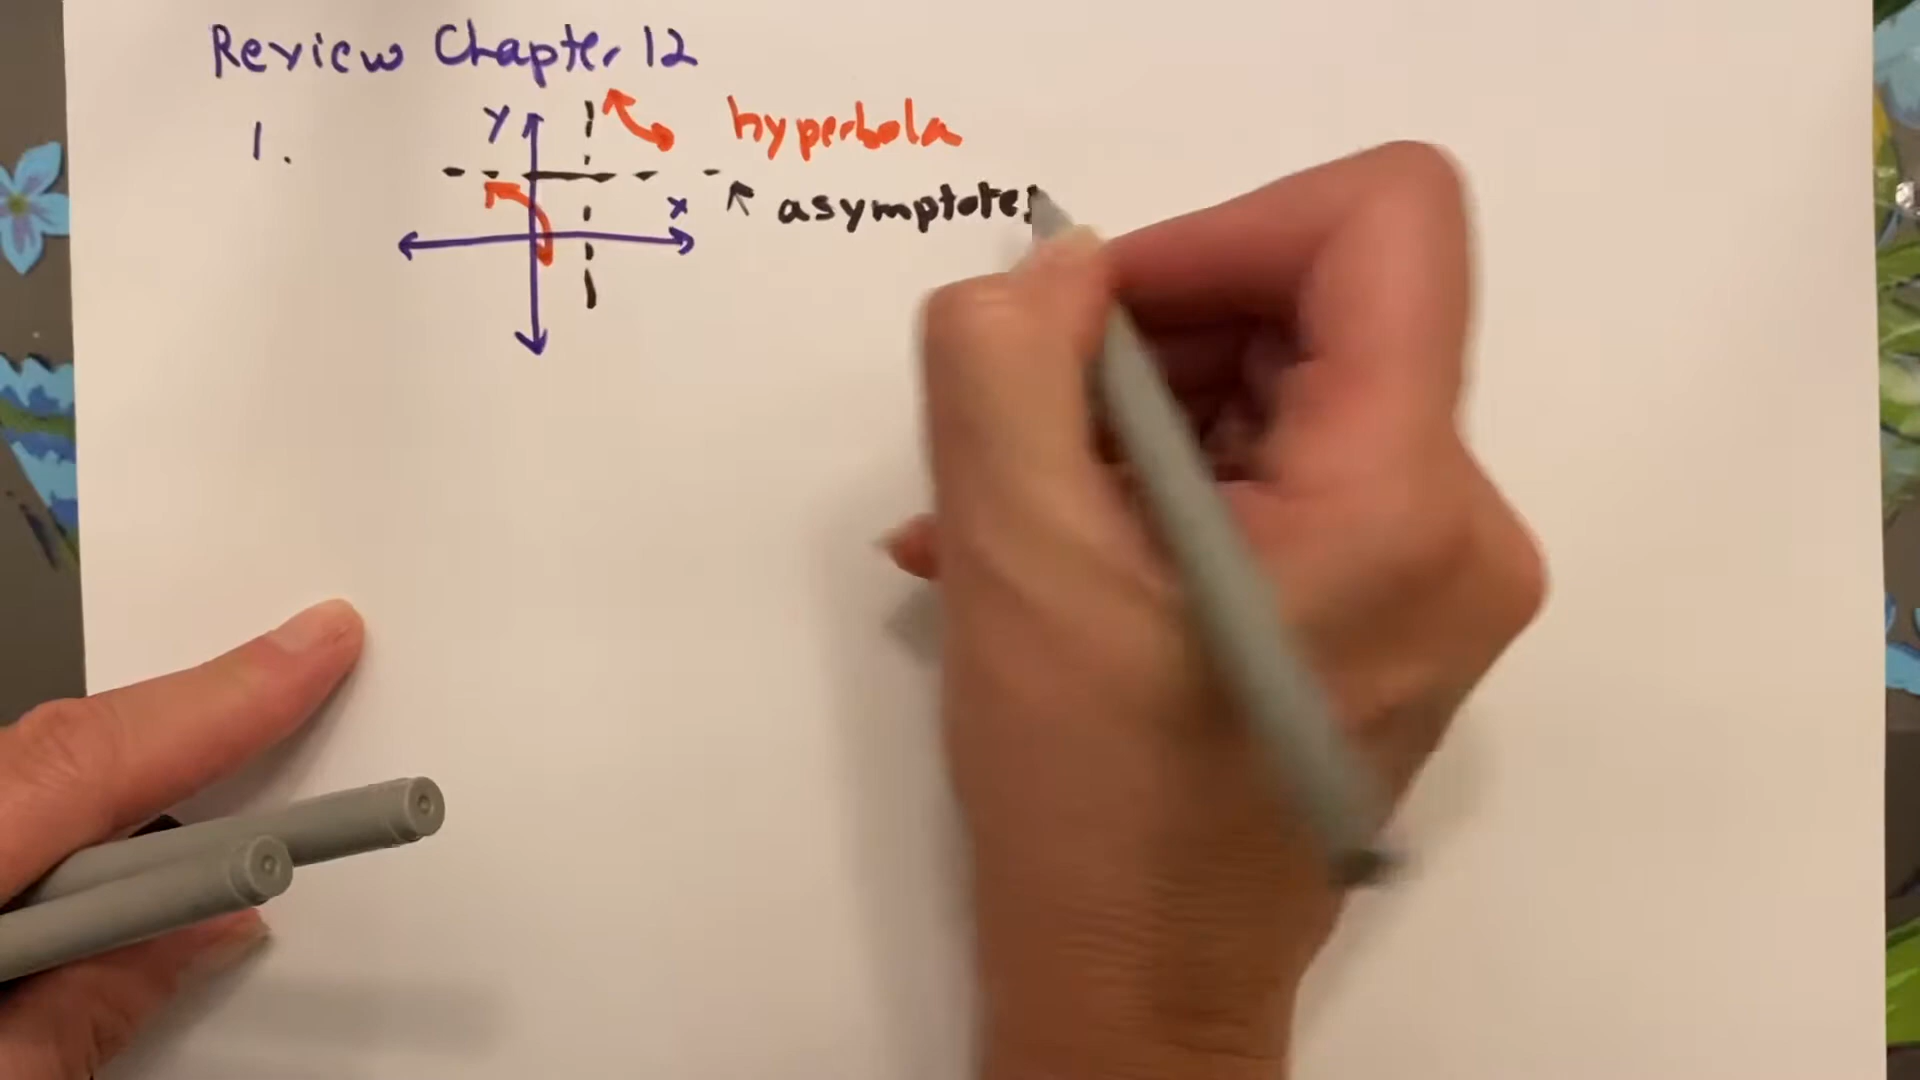 Review Chapter 12
1.
y
hyperbola
x
asymptotes